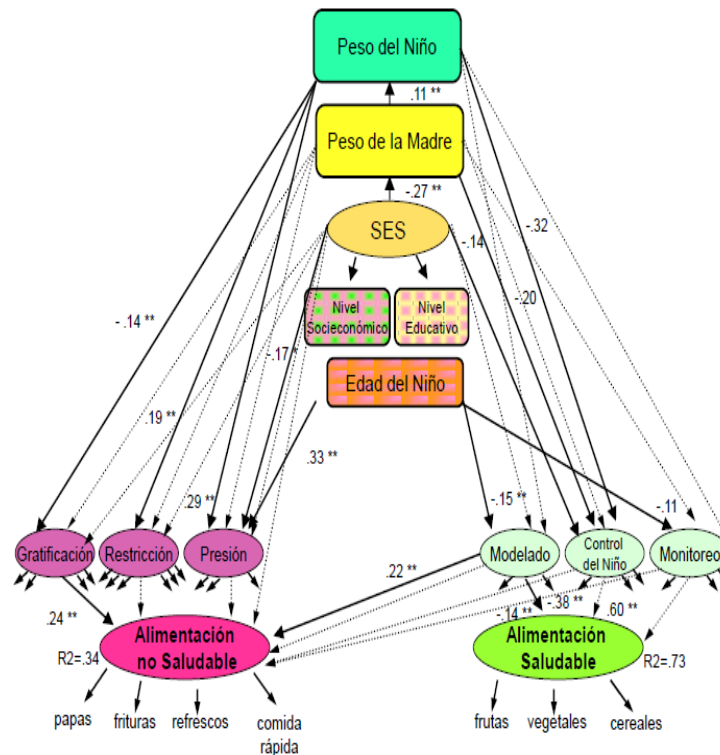 Peso del Niño
.11 **
Peso de la Madre
-.27 **
SES
-.14
-.32
-.20
Nivel
Socieconómico
Nivel
Educativo
- .14 **
-.17 *
Edad del Niño
.19 **
.33 **
.29 **
-.15 **
-.11
Gratificación
Restricción
Presión
Modelado
Control
del Niño
Monitoreo
.22 **
.24 **
-.14 **
-.38 **
.60 **
Alimentación
no Saludable
Alimentación
Saludable
R2=.34
R2=.73
papas
frituras
refrescos
comida
rápida
frutas
vegetales
cereales